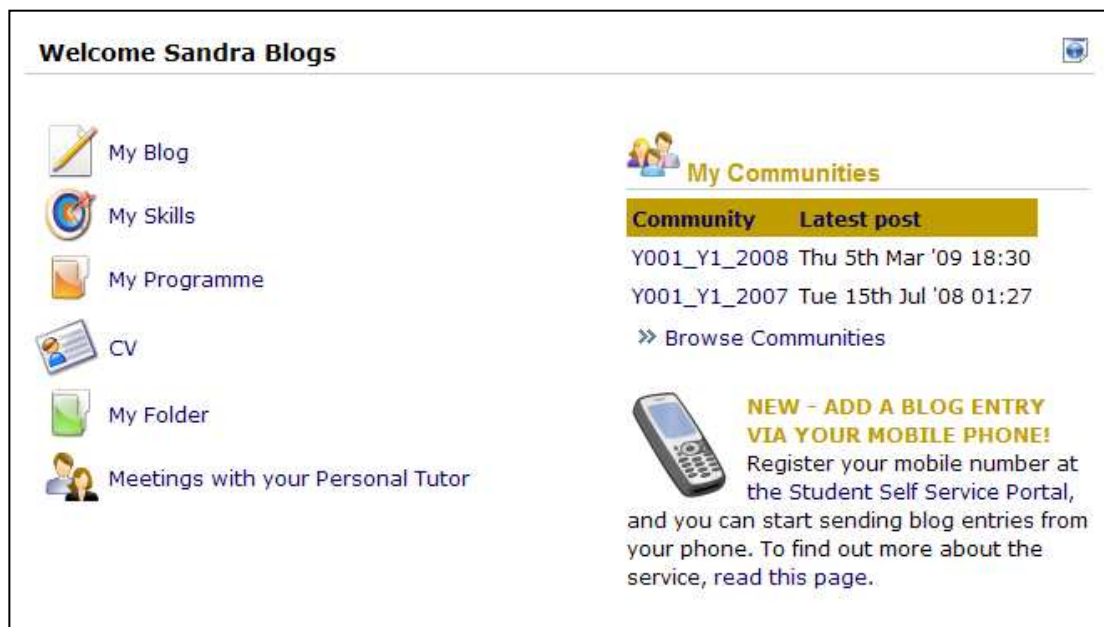 Welcome Sandra Blogs
My Blog
My Skills
My Programme
CV
My Folder
Meetings with your Personal Tutor
My Communities
Community Latest post
Y001_Y1_2008 Thu 5th Mar '09 18:30
Y001_Y1_2007 Tue 15th Jul '08 01:27
Browse Communities
NEW - ADD A BLOG ENTRY
VIA YOUR MOBILE PHONE!
Register your mobile number at
the Student Self Service Portal,
and you can start sending blog entries from
your phone. To find out more about the
service, read this page.